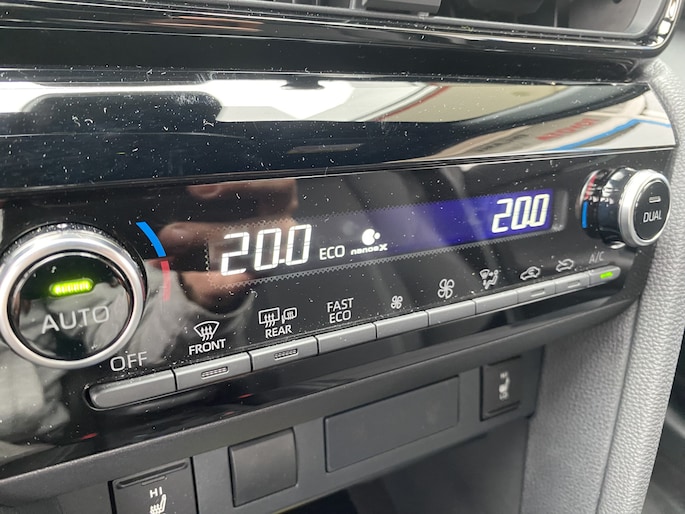 20.0 ECO nanoeX 20.0
DUAL
AUTO
OFF
FRONT
REAR
FAST
ECO
A/C
HI